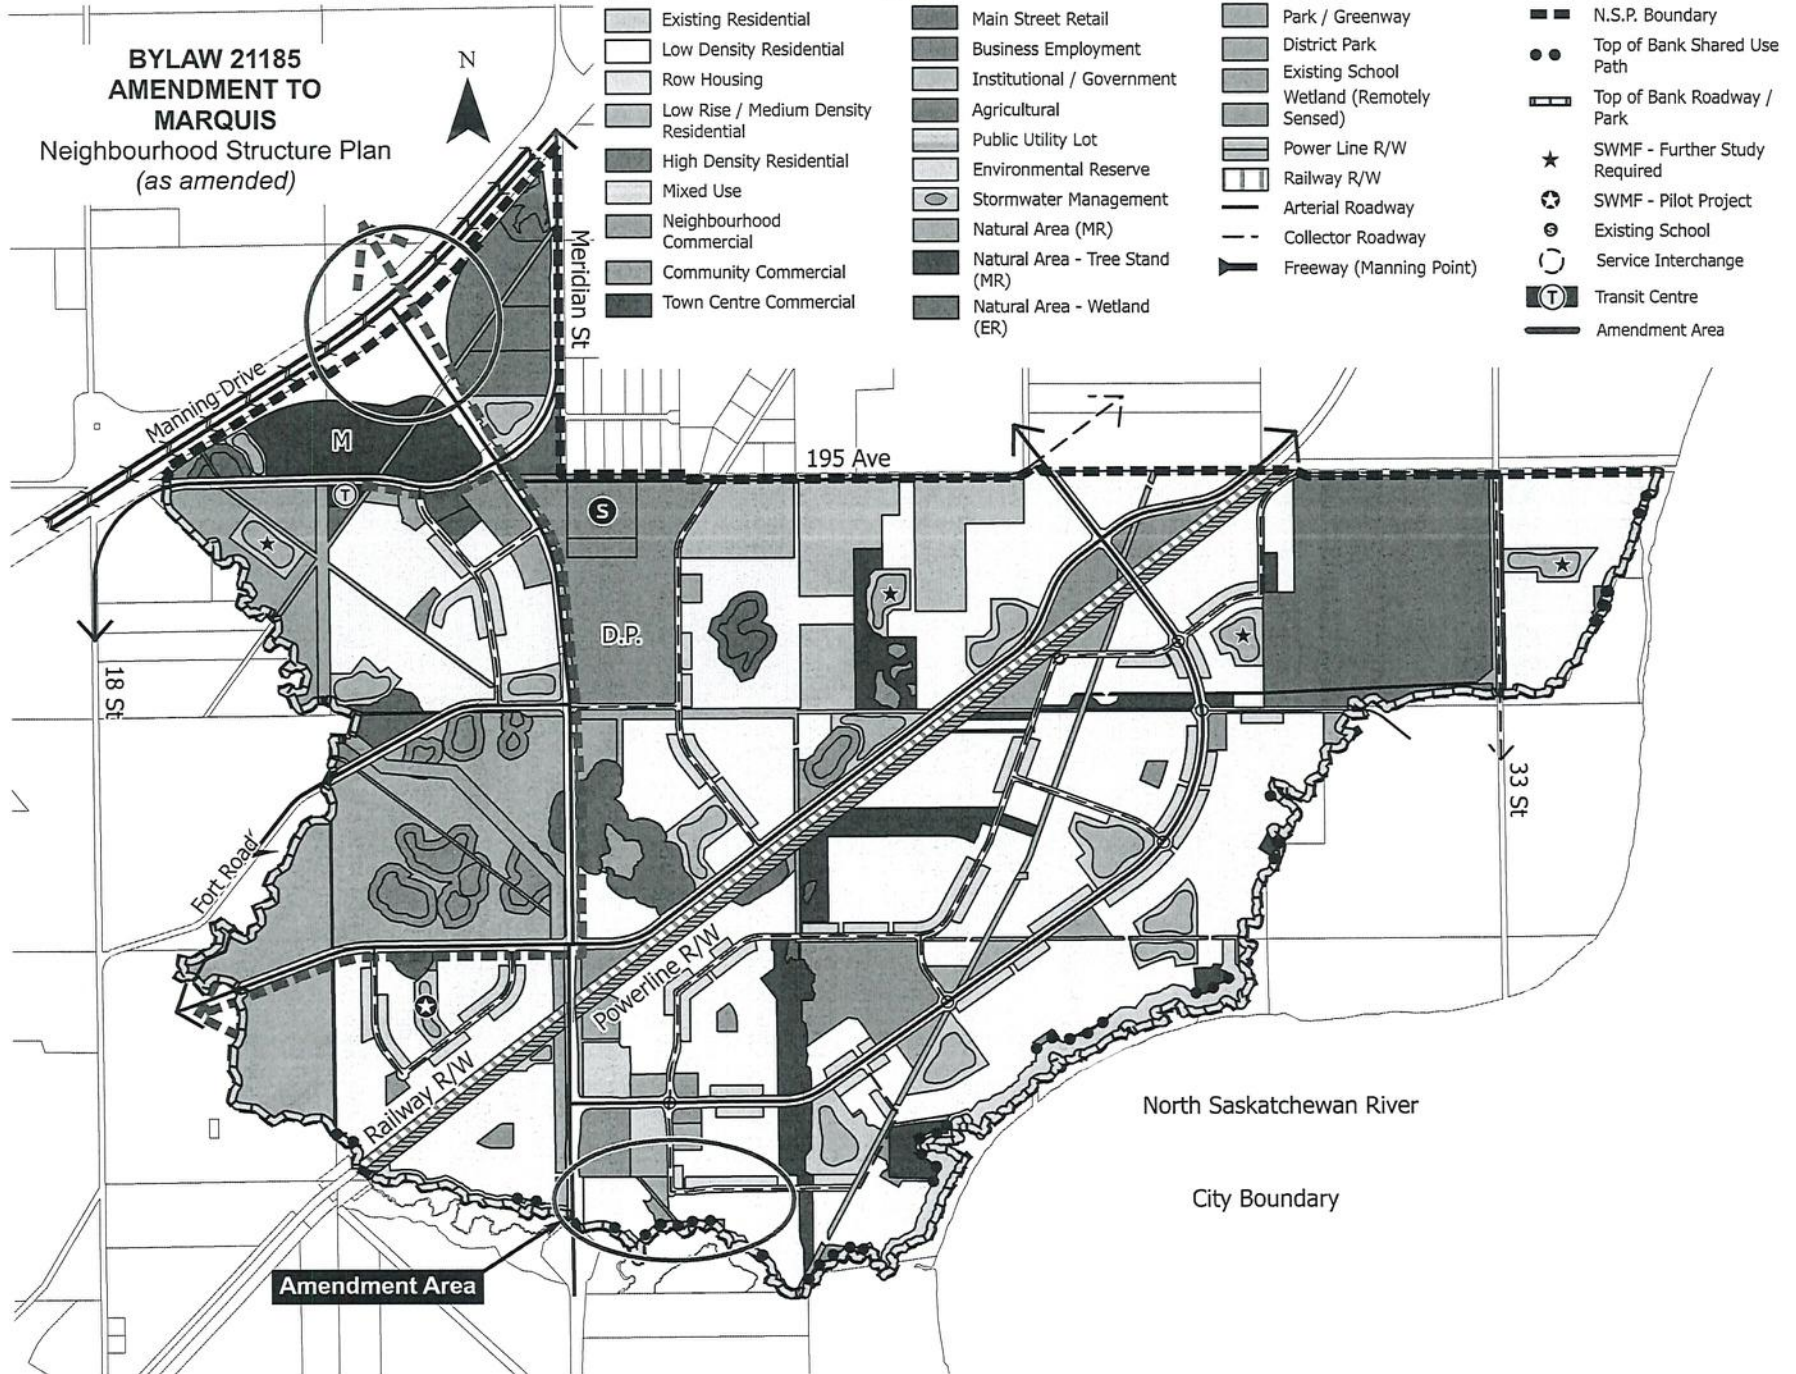 BYLAW 21185
AMENDMENT TO
MARQUIS
Neighbourhood Structure Plan
(as amended)
N
Existing Residential
Low Density Residential
Row Housing
Low Rise / Medium Density
Residential
High Density Residential
Mixed Use
Neighbourhood
Commercial
Community Commercial
Town Centre Commercial
Main Street Retail
Business Employment
Institutional / Government
Agricultural
Public Utility Lot
Environmental Reserve
Stormwater Management
Natural Area (MR)
Natural Area - Tree Stand
(MR)
Natural Area - Wetland
(ER)
Park / Greenway
District Park
Existing School
Wetland (Remotely
Sensed)
Power Line R/W
Railway R/W
Arterial Roadway
Collector Roadway
Freeway (Manning Point)
N.S.P. Boundary
Top of Bank Shared Use
Path
Top of Bank Roadway /
Park
SWMF - Further Study
Required
SWMF - Pilot Project
S
Existing School
Service Interchange
T
Transit Centre
Amendment Area
Meridian St
Manning Drive
M
195 Ave
T
S
D.P.
18 St
33 St
Fort Road
Powerline R/W
Railway R/W
North Saskatchewan River
City Boundary
Amendment Area